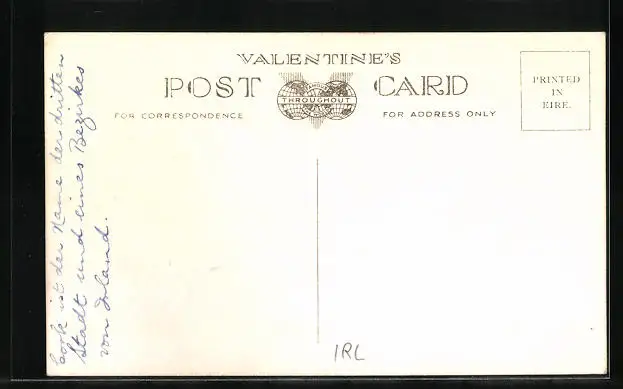 VALENTINE'S
POST CARD
THROUGHOUT
FOR CORRESPONDENCE
FOR ADDRESS ONLY
PRINTED
IN
EIRE.
Cork ist der Name der dritten
Stadt und eines Bezirkes
von Irland.
IRL